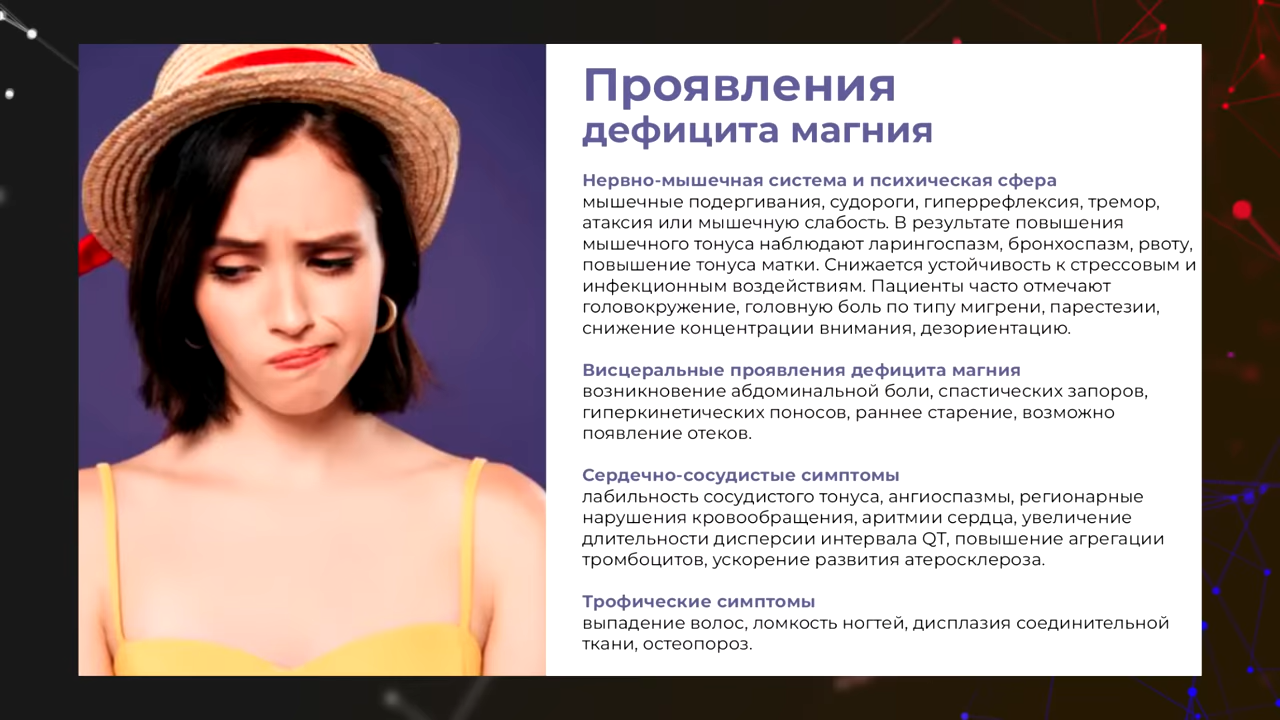 Проявления
дефицита магния
Нервно-мышечная система и психическая сфера
мышечные подергивания, судороги, гиперрефлексия, тремор,
атаксия или мышечную слабость. В результате повышения
мышечного тонуса наблюдают ларингоспазм, бронхоспазм, рвоту,
повышение тонуса матки. Снижается устойчивость к стрессовым и
инфекционным воздействиям. Пациенты часто отмечают
головокружение, головную боль по типу мигрени, парестезии,
снижение концентрации внимания, дезориентацию.
Висцеральные проявления дефицита магния
возникновение абдоминальной боли, спастических запоров,
гиперкинетических поносов, раннее старение, возможно
появление отеков.
Сердечно-сосудистые симптомы
лабильность сосудистого тонуса, ангиоспазмы, регионарные
нарушения кровообращения, аритмии сердца, увеличение
длительности дисперсии интервала QT, повышение агрегации
тромбоцитов, ускорение развития атеросклероза.
Трофические симптомы
выпадение волос, ломкость ногтей, дисплазия соединительной
ткани, остеопороз.